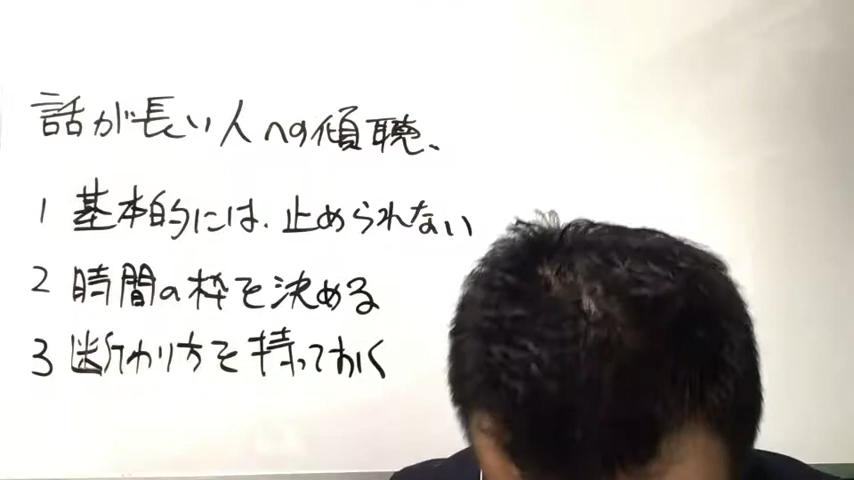 話が長い人への傾聴、
1 基本的には、止められない
2 時間の枠を決める
3 断わり方を持っておく